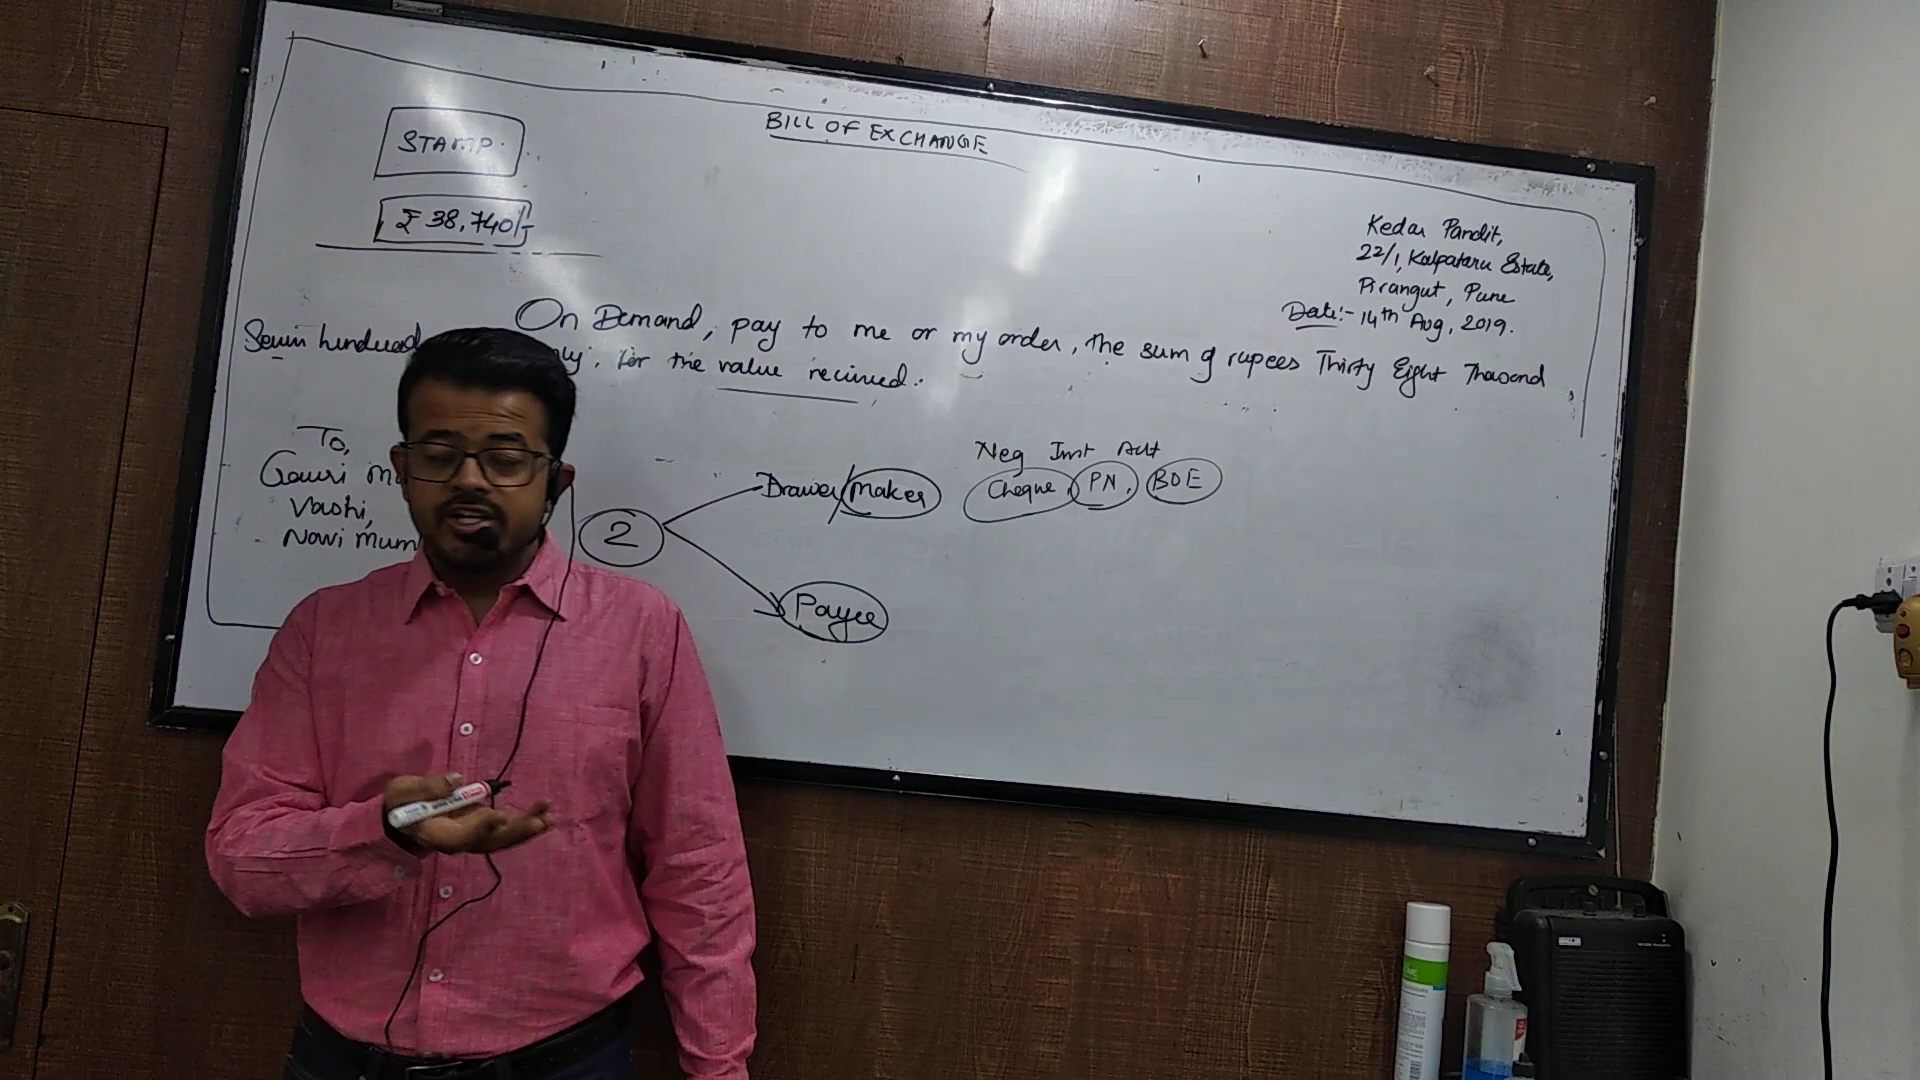 BILL OF EXCHANGE
STAMP
₹ 38,740/-
Kedar Pandit,
22/1, Kalpataru Estate,
Pirangut, Pune
Date:- 14th Aug, 2019.
On Demand, pay to me or my order, the sum of rupees Thirty Eight Thousand
Seven hundred for the value received.
To,
Gauri
Vashi,
Navi Mum
2
Drawer/Maker
Payee
Neg Inst Act
Cheque, PN, BOE